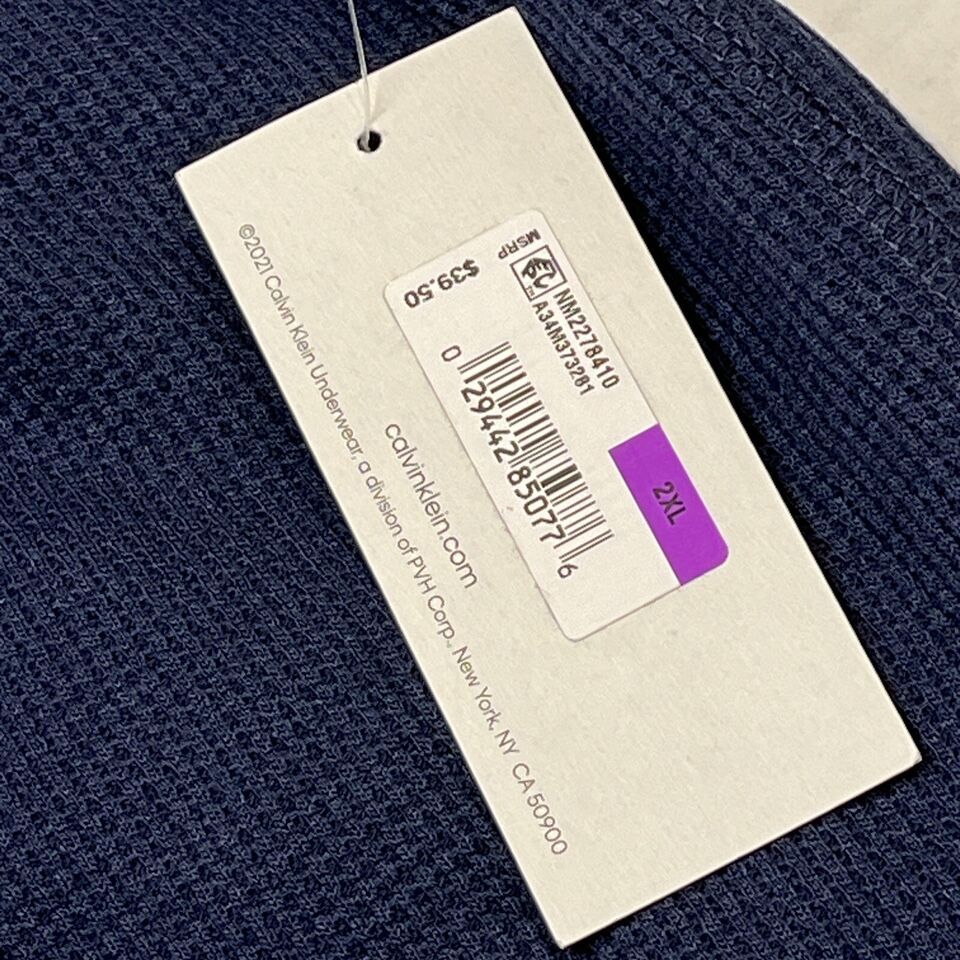 ©2021 Calvin Klein Underwear, a division of PVH Corp. New York, NY CA 50900
calvinklein.com
MSRP
$39.50
NM2278410
A34M373281
0 29442 85077 6
2XL